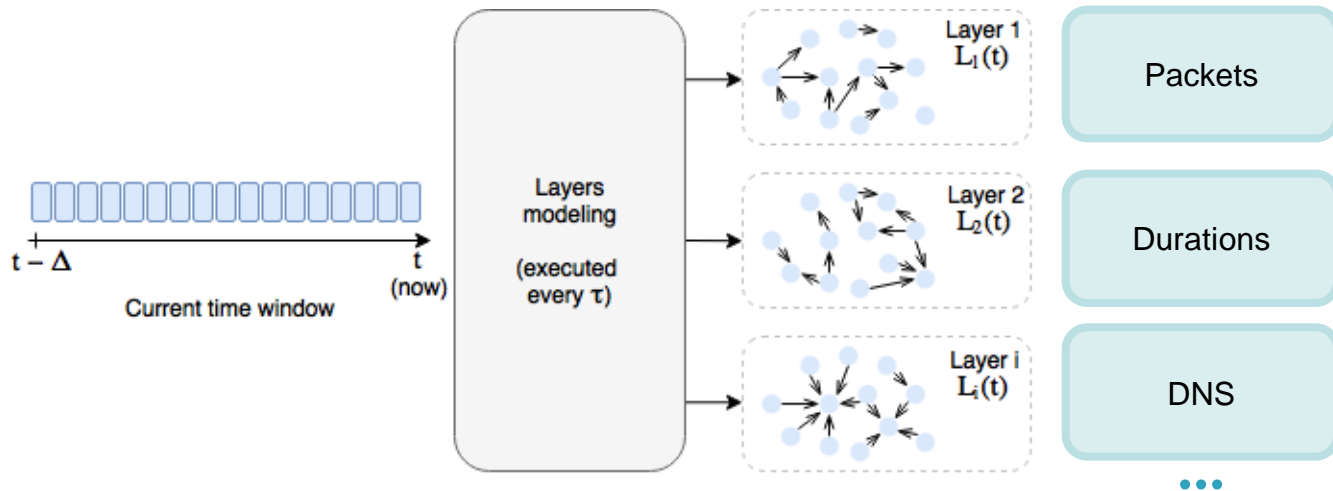 t − Δ
t
(now)
Current time window
Layers
modeling
(executed
every τ)
Layer 1
L₁(t)
Packets
Layer 2
L₂(t)
Durations
Layer i
Lᵢ(t)
DNS
•••